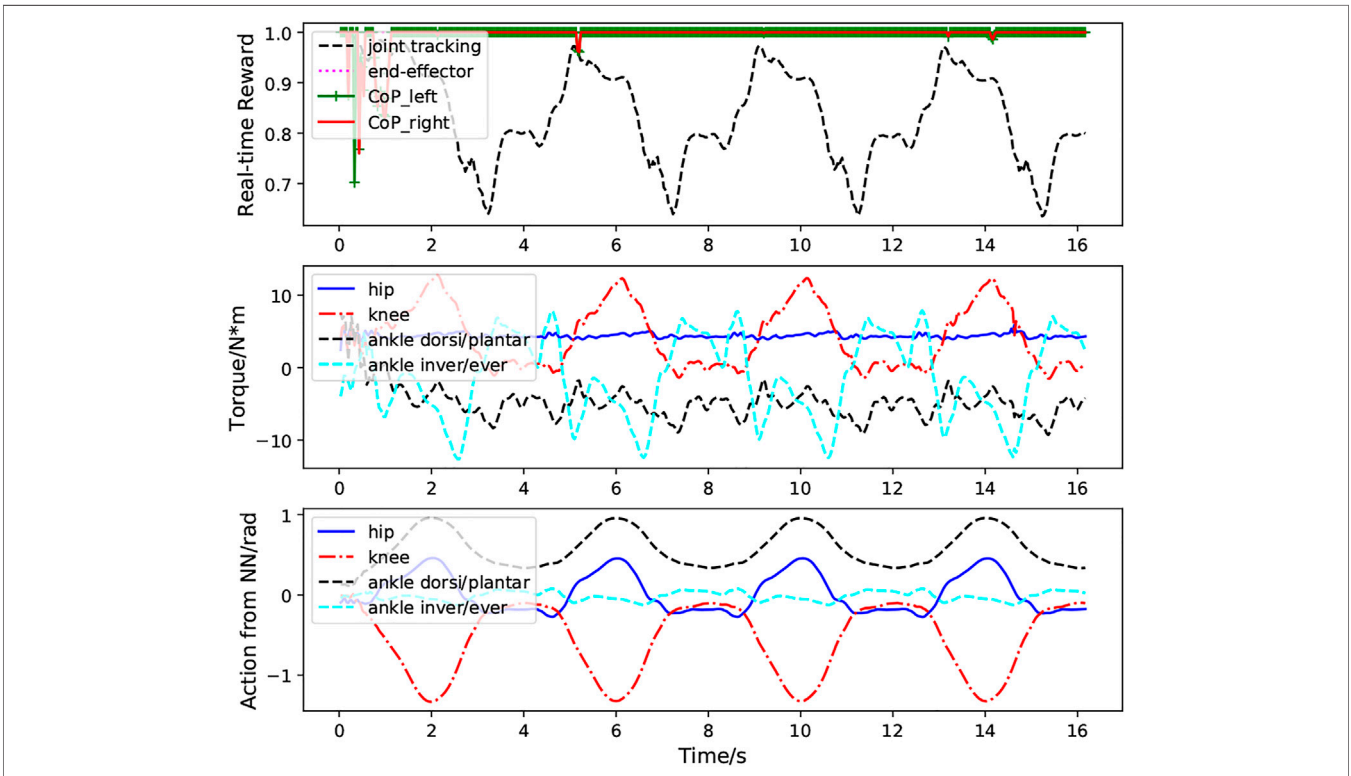 Real-time Reward
1.0
0.9
0.8
0.7
joint tracking
end-effector
CoP_left
CoP_right
0 2 4 6 8 10 12 14 16
Torque/N*m
10
0
−10
hip
knee
ankle dorsi/plantar
ankle inver/ever
0 2 4 6 8 10 12 14 16
Action from NN/rad
1
0
−1
hip
knee
ankle dorsi/plantar
ankle inver/ever
0 2 4 6 8 10 12 14 16
Time/s